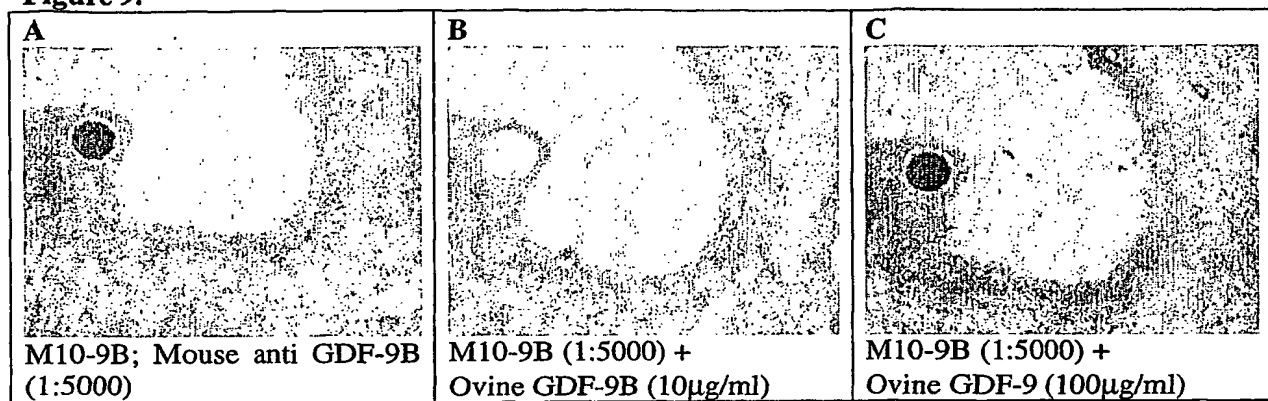 Figure 9.
A
B
C
M10-9B; Mouse anti GDF-9B
(1:5000)
M10-9B (1:5000) +
Ovine GDF-9B (10µg/ml)
M10-9B (1:5000) +
Ovine GDF-9 (100µg/ml)